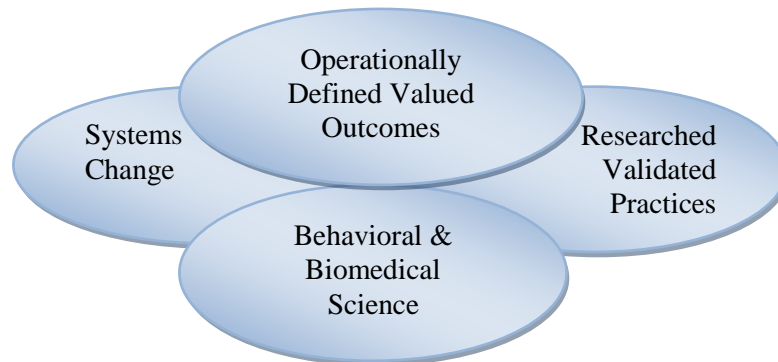 Operationally
Defined Valued
Outcomes
Systems
Change
Researched
Validated
Practices
Behavioral &
Biomedical
Science